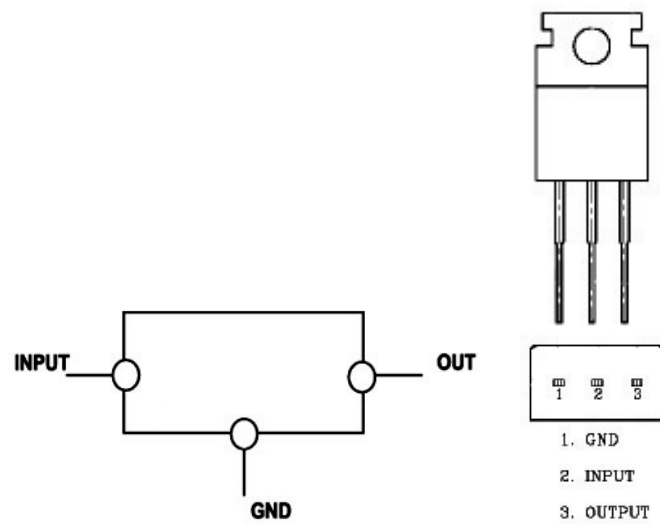 INPUT
OUT
GND
1 2 3
1. GND
2. INPUT
3. OUTPUT